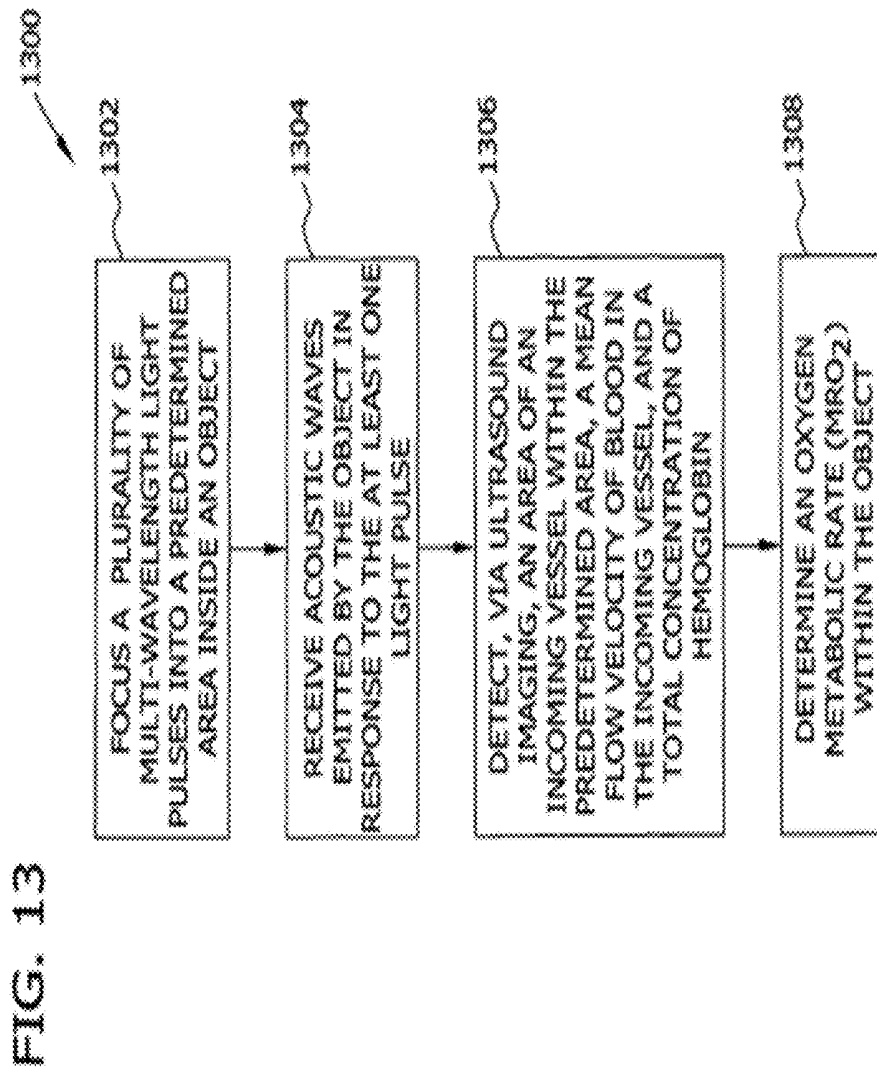 FIG. 13
1300
1302
FOCUS A PLURALITY OF
MULTI-WAVELENGTH LIGHT
PULSES INTO A PREDETERMINED
AREA INSIDE AN OBJECT
1304
RECEIVE ACOUSTIC WAVES
EMITTED BY THE OBJECT IN
RESPONSE TO THE AT LEAST ONE
LIGHT PULSE
1306
DETECT, VIA ULTRASOUND
IMAGING, AN AREA OF AN
INCOMING VESSEL WITHIN THE
PREDETERMINED AREA, A MEAN
FLOW VELOCITY OF BLOOD IN
THE INCOMING VESSEL, AND A
TOTAL CONCENTRATION OF
HEMOGLOBIN
1308
DETERMINE AN OXYGEN
METABOLIC RATE (MRO2)
WITHIN THE OBJECT